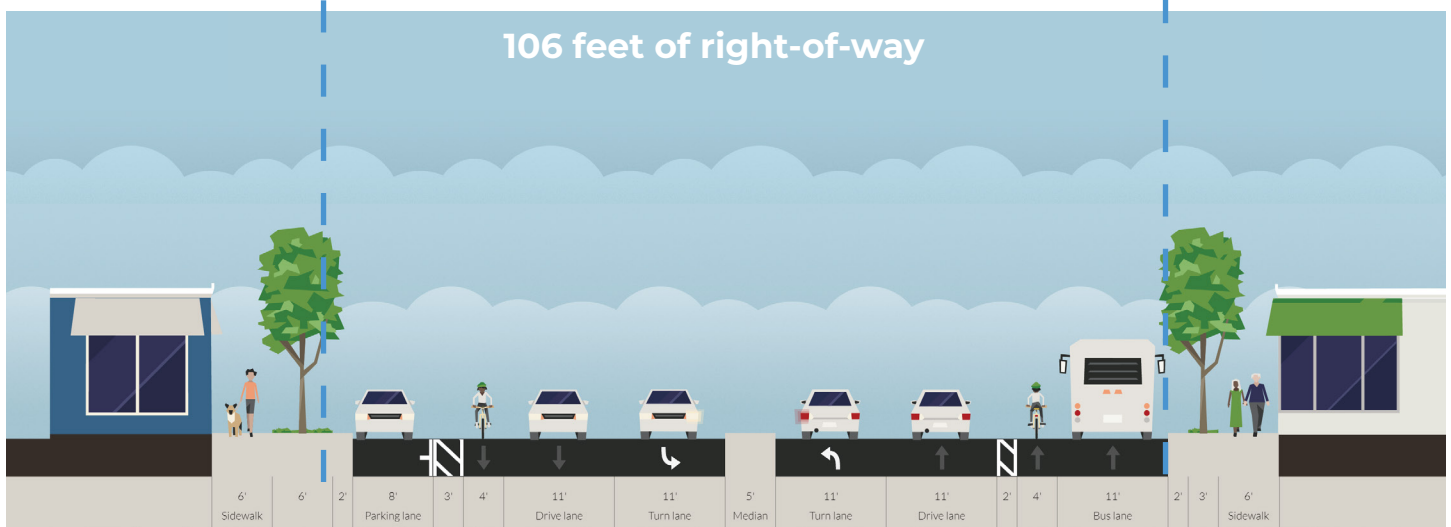 106 feet of right-of-way
6' 6' 2' 8' 3' 4' 11' 11' 5' 11' 11' 2' 4' 11' 2' 3' 6'
Sidewalk Parking lane Drive lane Turn lane Median Turn lane Drive lane Bus lane Sidewalk